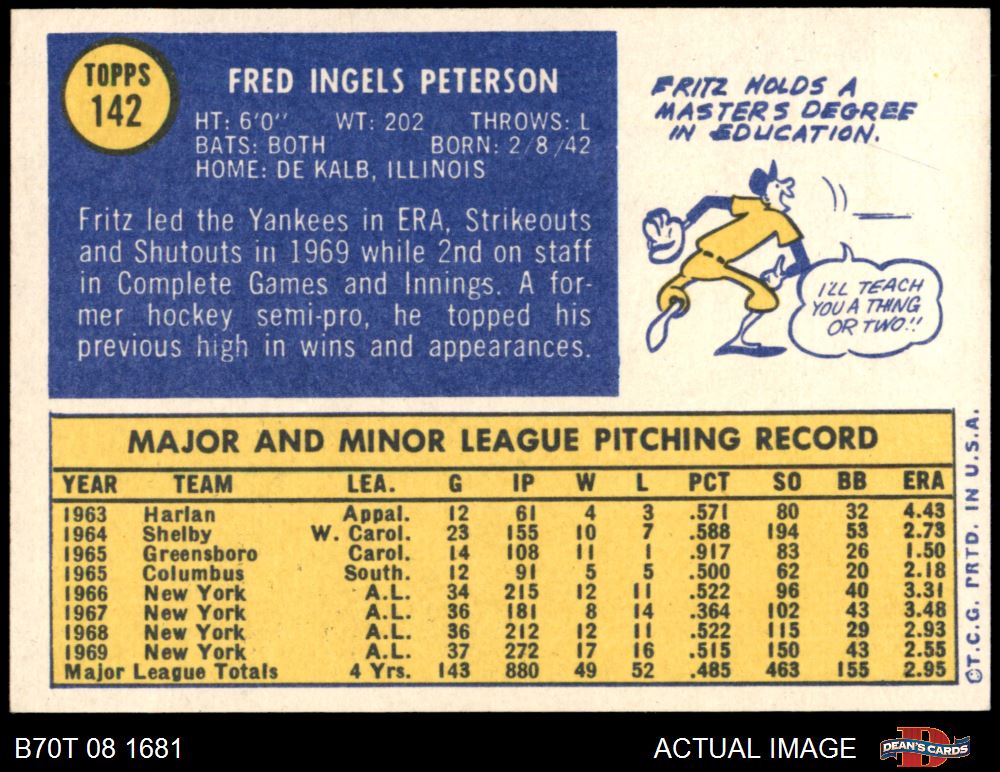 TOPPS
142
FRED INGELS PETERSON
HT: 6'0" WT: 202 THROWS: L
BATS: BOTH BORN: 2/8/42
HOME: DE KALB, ILLINOIS
Fritz led the Yankees in ERA, Strikeouts
and Shutouts in 1969 while 2nd on staff
in Complete Games and Innings. A for-
mer hockey semi-pro, he topped his
previous high in wins and appearances.
FRITZ HOLDS A
MASTERS DEGREE
IN EDUCATION.
I'LL TEACH
YOU A THING
OR TWO!!
MAJOR AND MINOR LEAGUE PITCHING RECORD
YEAR TEAM LEA. G IP W L PCT SO BB ERA
1963 Harlan Appal. 12 61 4 3 .571 80 32 4.43
1964 Shelby W. Carol. 23 155 10 7 .588 194 53 2.73
1965 Greensboro Carol. 14 108 11 1 .917 83 26 1.50
1965 Columbus South. 12 91 5 5 .500 62 20 2.18
1966 New York A.L. 34 215 12 11 .522 96 40 3.31
1967 New York A.L. 36 181 8 14 .364 102 43 3.48
1968 New York A.L. 36 212 12 11 .522 115 29 2.93
1969 New York A.L. 37 272 17 16 .515 150 43 2.55
Major League Totals 4 Yrs. 143 880 49 52 .485 463 155 2.95
©T.C.G. PRTD. IN U.S.A.
B70T 08 1681
ACTUAL IMAGE
DEAN'S CARDS